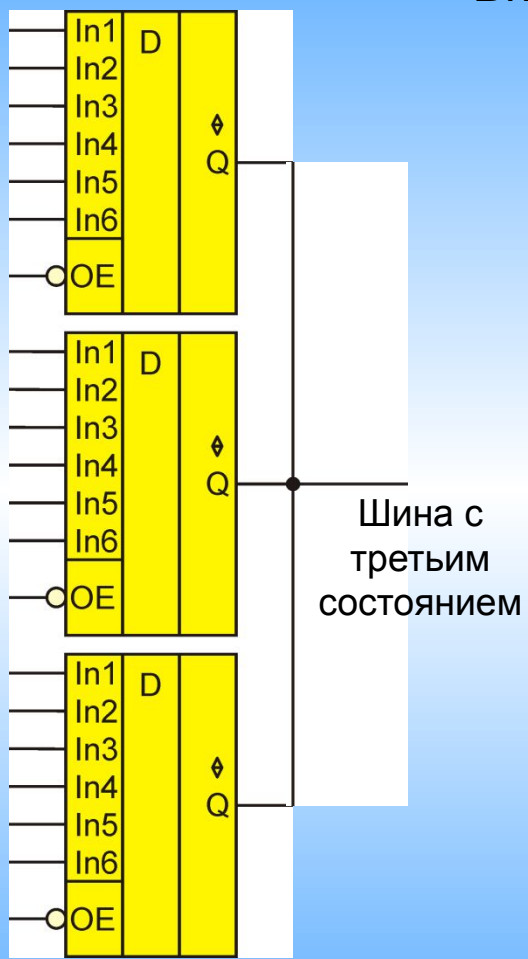 In1
D
In2
In3
In4
Q
In5
In6
OE
In1
D
In2
In3
In4
Q
In5
In6
OE
Шина с
третьим
состоянием
In1
D
In2
In3
In4
Q
In5
In6
OE